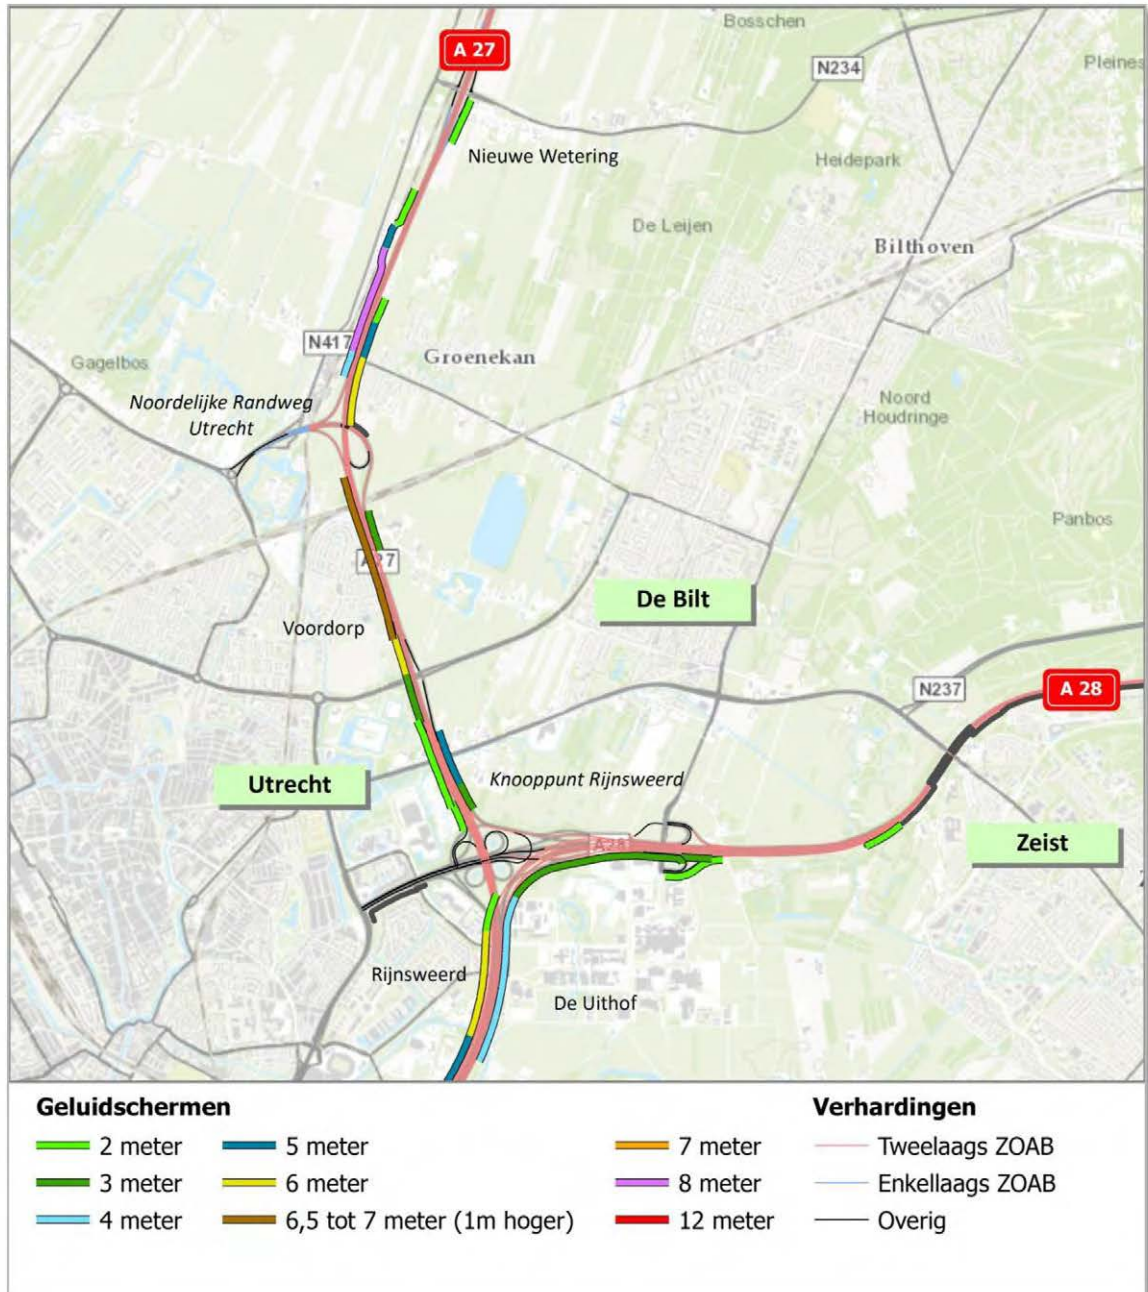 Bosschen
A 27
N234
Pleines
Nieuwe Wetering
Heidepark
De Leijen
Bilthoven
N417
Gagelbos
Groenekan
Noordelijke Randweg
Utrecht
Noord
Houdringe
Panbos
A27
De Bilt
Voordorp
N237
A 28
Utrecht
Knooppunt Rijnsweerd
A28
Zeist
Rijnsweerd
De Uithof
Geluidschermen
Verhardingen
2 meter
5 meter
7 meter
Tweelaags ZOAB
3 meter
6 meter
8 meter
Enkellaags ZOAB
4 meter
6,5 tot 7 meter (1m hoger)
12 meter
Overig